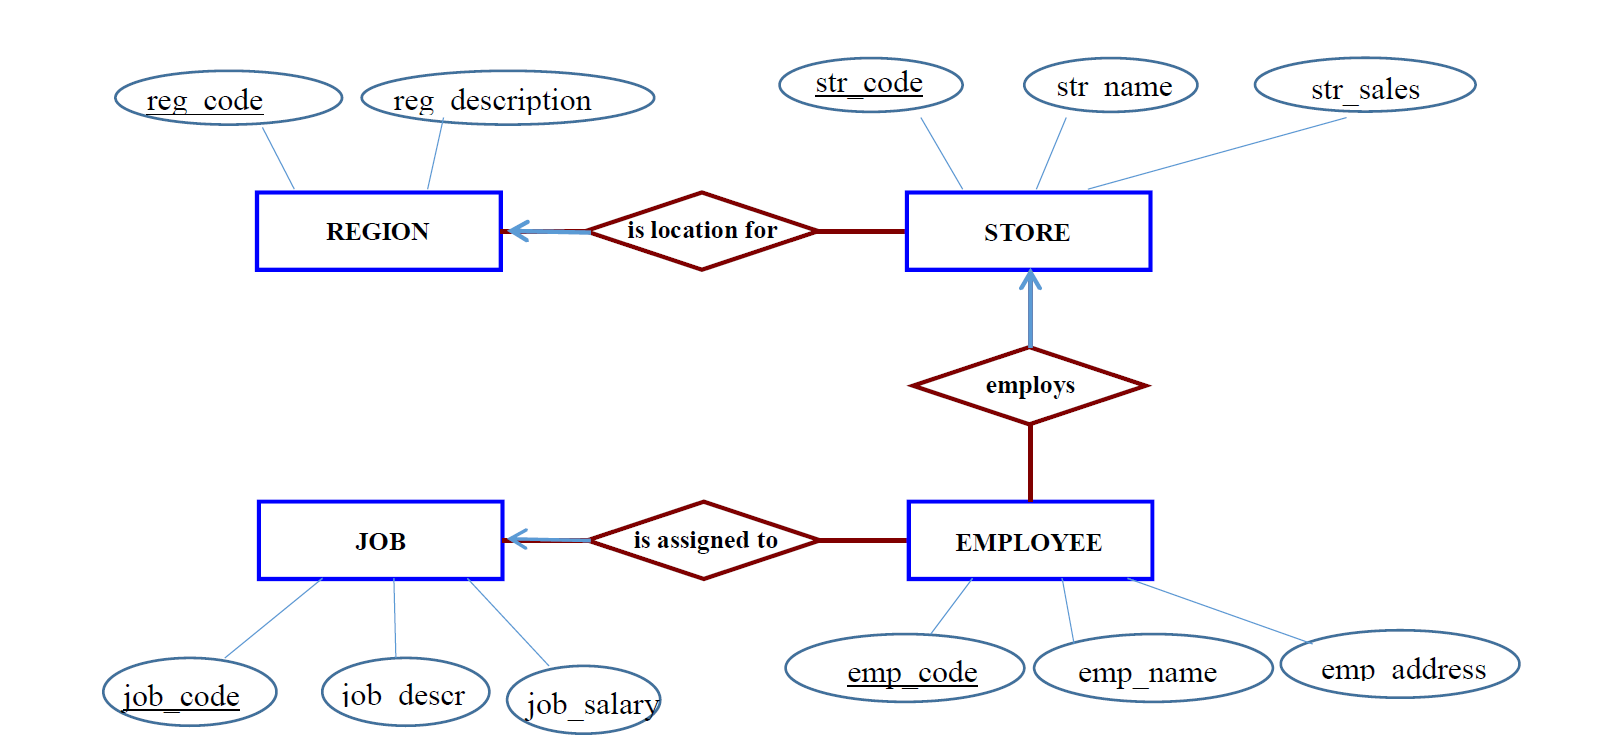 reg_code
reg_description
str_code
str_name
str_sales
REGION
is location for
STORE
employs
JOB
is assigned to
EMPLOYEE
job_code
job_descr
job_salary
emp_code
emp_name
emp_address